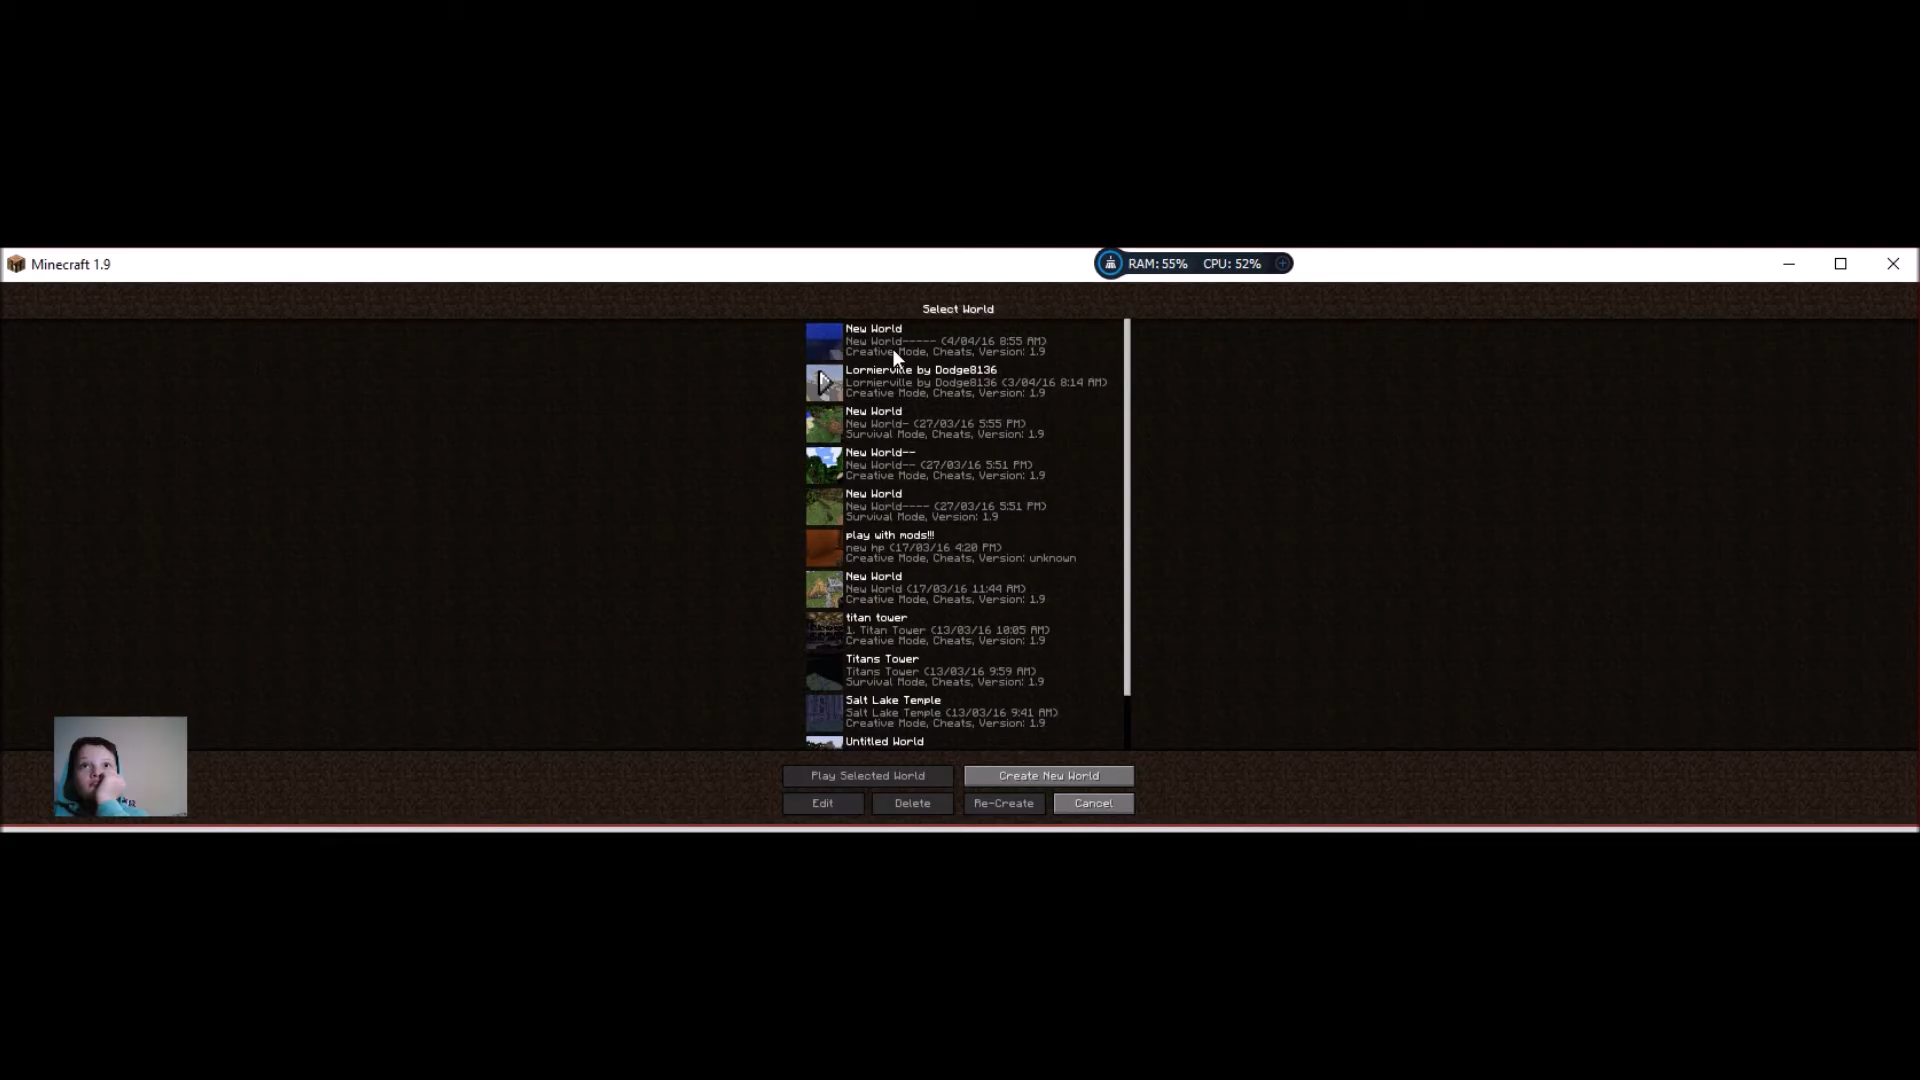 Minecraft 1.9
RAM: 55% CPU: 52%
Select World
New World
New World----- (4/04/16 8:55 AM)
Creative Mode, Cheats, Version: 1.9
Lormierville by Dodge8136
Lormierville by Dodge8136 (3/04/16 8:14 AM)
Creative Mode, Cheats, Version: 1.9
New World
New World- (27/03/16 5:55 PM)
Survival Mode, Cheats, Version: 1.9
New World--
New World-- (27/03/16 5:51 PM)
Creative Mode, Cheats, Version: 1.9
New World
New World---- (27/03/16 5:51 PM)
Survival Mode, Version: 1.9
play with mods!!!
new hp (17/03/16 4:20 PM)
Creative Mode, Cheats, Version: unknown
New World
New World (17/03/16 11:44 AM)
Creative Mode, Cheats, Version: 1.9
titan tower
1. Titan Tower (13/03/16 10:05 AM)
Creative Mode, Cheats, Version: 1.9
Titans Tower
Titans Tower (13/03/16 9:59 AM)
Survival Mode, Cheats, Version: 1.9
Salt Lake Temple
Salt Lake Temple (13/03/16 9:41 AM)
Creative Mode, Cheats, Version: 1.9
Untitled World
Play Selected World Create New World
Edit Delete Re-Create Cancel